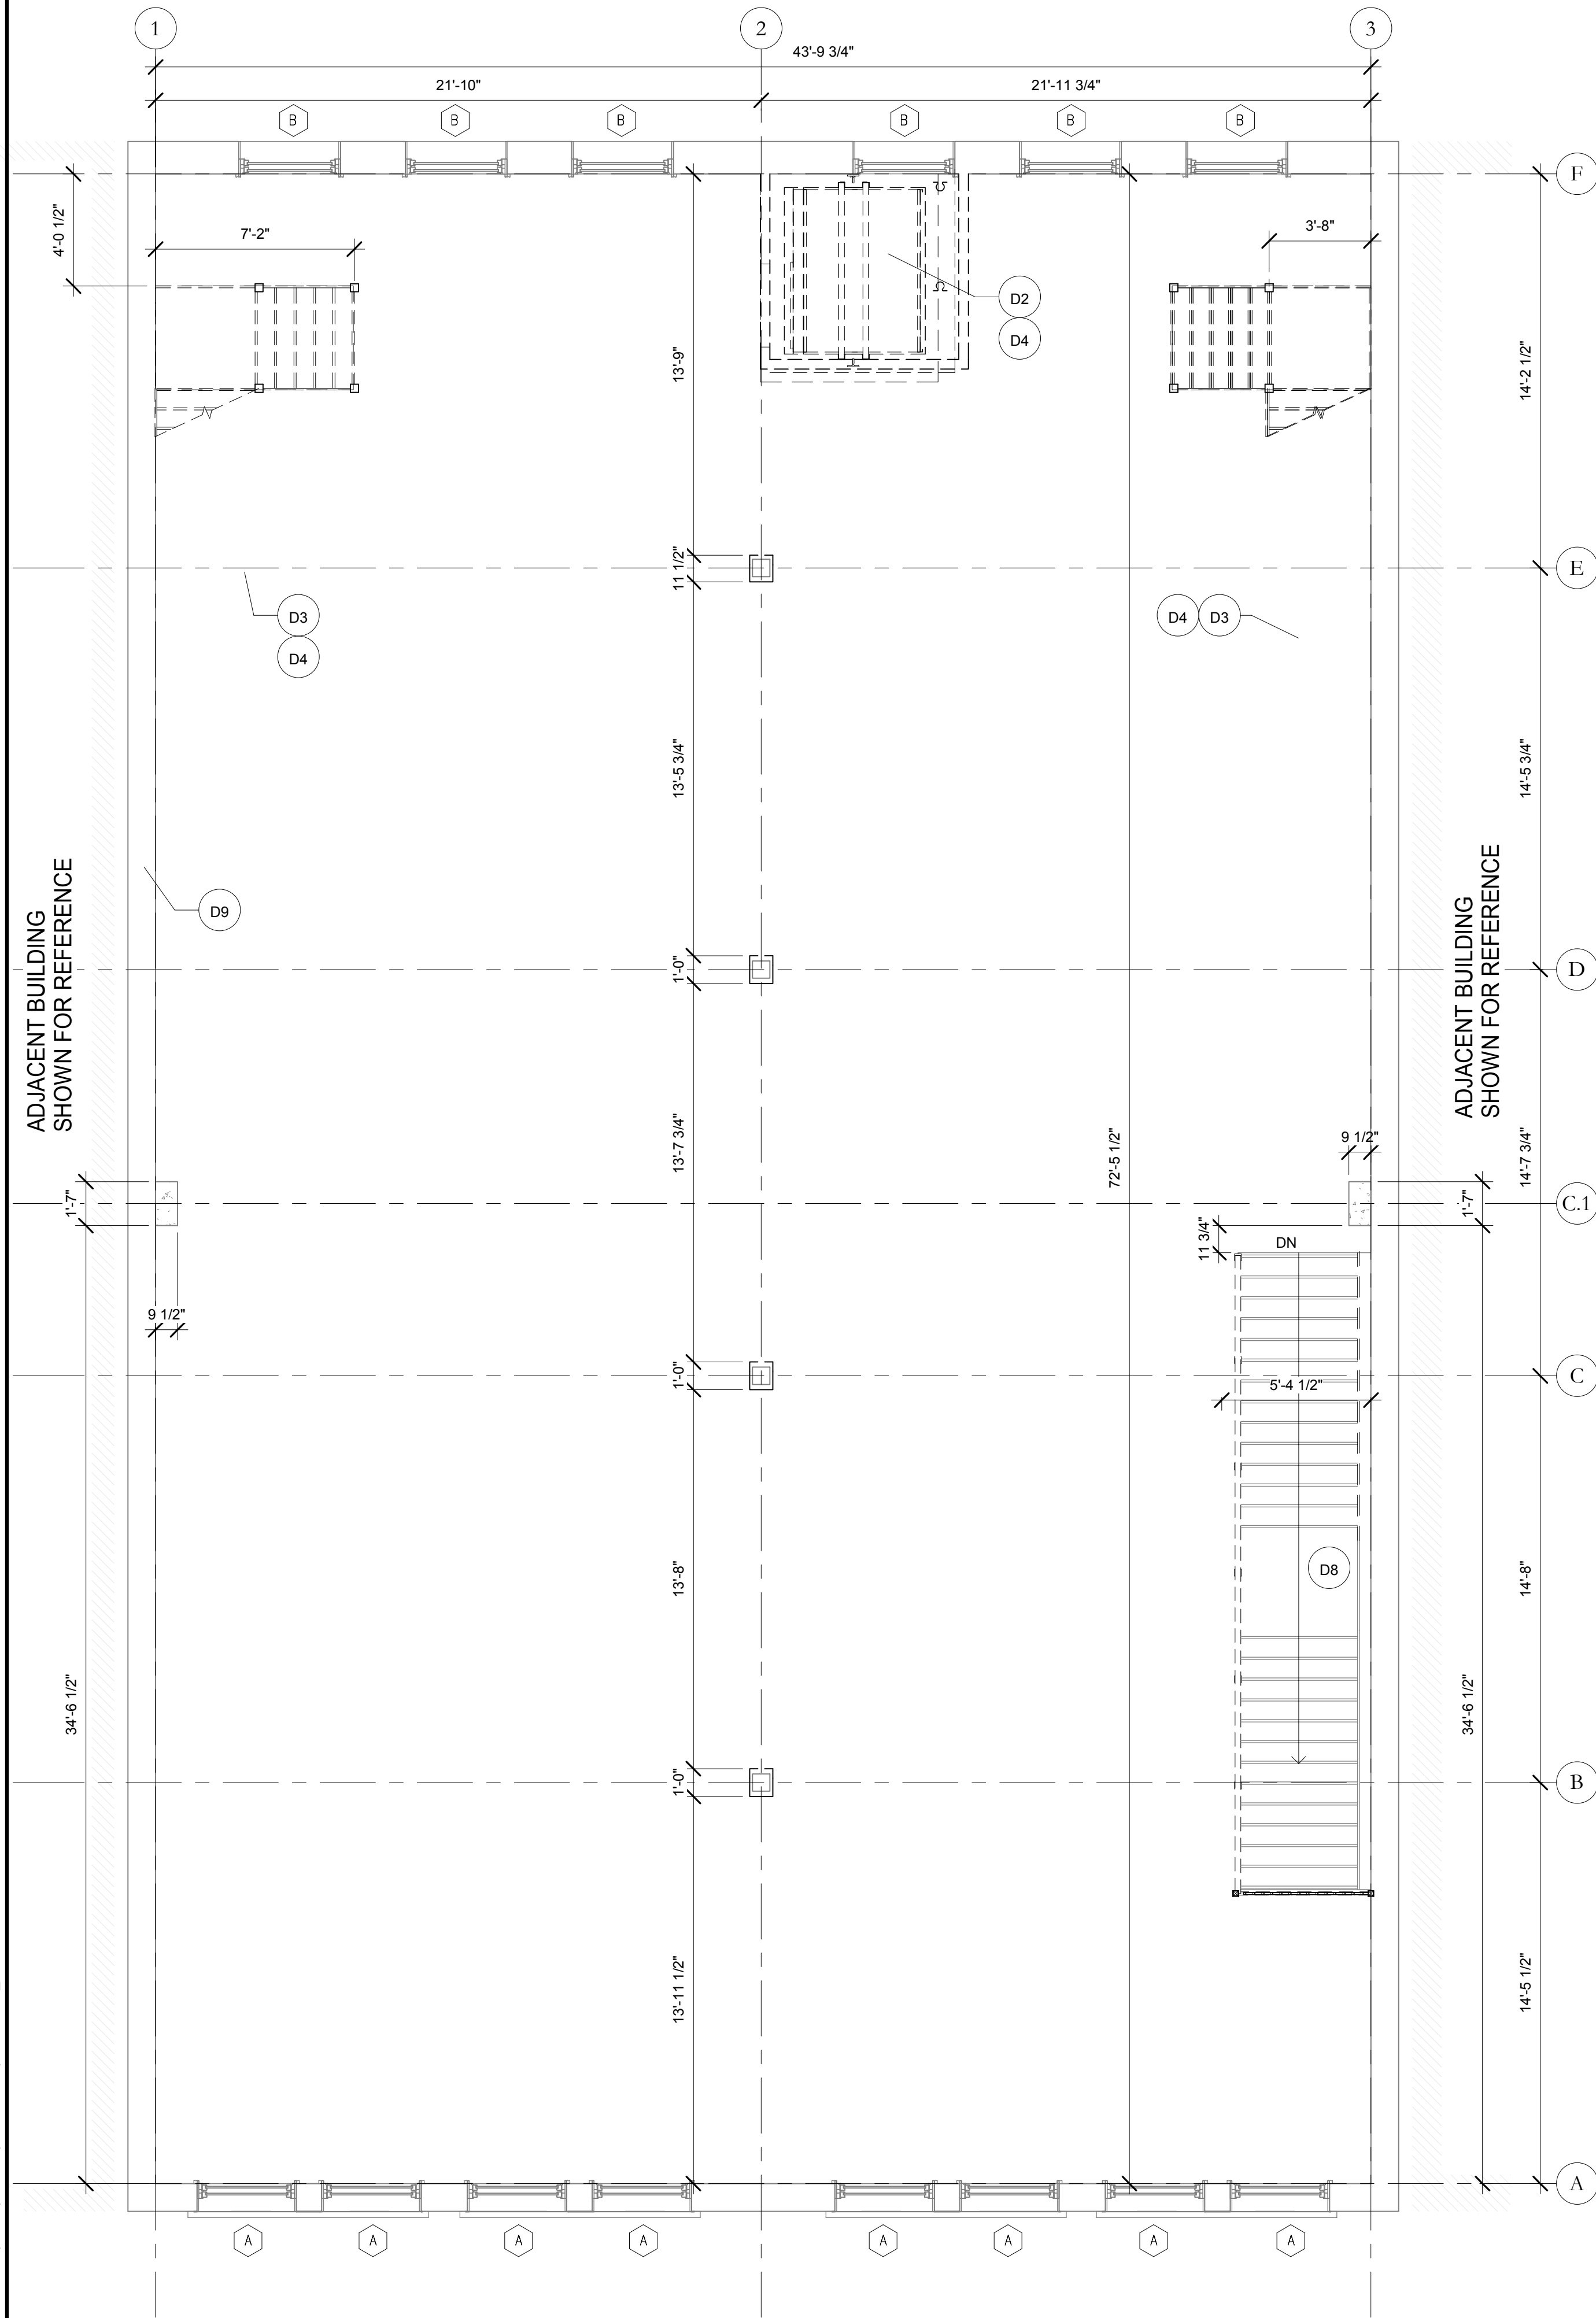 1
2
3
43'-9 3/4"
21'-10"
21'-11 3/4"
B
B
B
B
B
B
F
4'-0 1/2"
7'-2"
3'-8"
D2
D4
13'-9"
14'-2 1/2"
11 1/2"
E
D3
D4
D4
D3
13'-5 3/4"
14'-5 3/4"
D9
ADJACENT BUILDING
SHOWN FOR REFERENCE
ADJACENT BUILDING
SHOWN FOR REFERENCE
1'-0"
D
13'-7 3/4"
72'-5 1/2"
9 1/2"
14'-7 3/4"
1'-7"
1'-7"
C.1
11 3/4"
DN
9 1/2"
1'-0"
5'-4 1/2"
C
13'-8"
D8
14'-8"
34'-6 1/2"
34'-6 1/2"
1'-0"
B
13'-11 1/2"
14'-5 1/2"
A
A
A
A
A
A
A
A
A